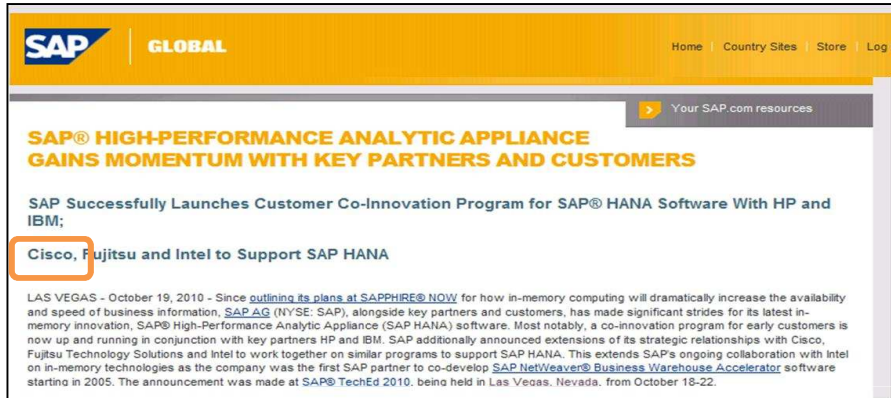 SAP GLOBAL Home Country Sites Store Log
Your SAP.com resources
SAP® HIGH-PERFORMANCE ANALYTIC APPLIANCE
GAINS MOMENTUM WITH KEY PARTNERS AND CUSTOMERS
SAP Successfully Launches Customer Co-Innovation Program for SAP® HANA Software With HP and
IBM;
Cisco, Fujitsu and Intel to Support SAP HANA
LAS VEGAS - October 19, 2010 - Since outlining its plans at SAPPHIRE® NOW for how in-memory computing will dramatically increase the availability
and speed of business information, SAP AG (NYSE: SAP), alongside key partners and customers, has made significant strides for its latest in-
memory innovation, SAP® High-Performance Analytic Appliance (SAP HANA) software. Most notably, a co-innovation program for early customers is
now up and running in conjunction with key partners HP and IBM. SAP additionally announced extensions of its strategic relationships with Cisco,
Fujitsu Technology Solutions and Intel to work together on similar programs to support SAP HANA. This extends SAP's ongoing collaboration with Intel
on in-memory technologies as the company was the first SAP partner to co-develop SAP NetWeaver® Business Warehouse Accelerator software
starting in 2005. The announcement was made at SAP® TechEd 2010, being held in Las Vegas, Nevada, from October 18-22.